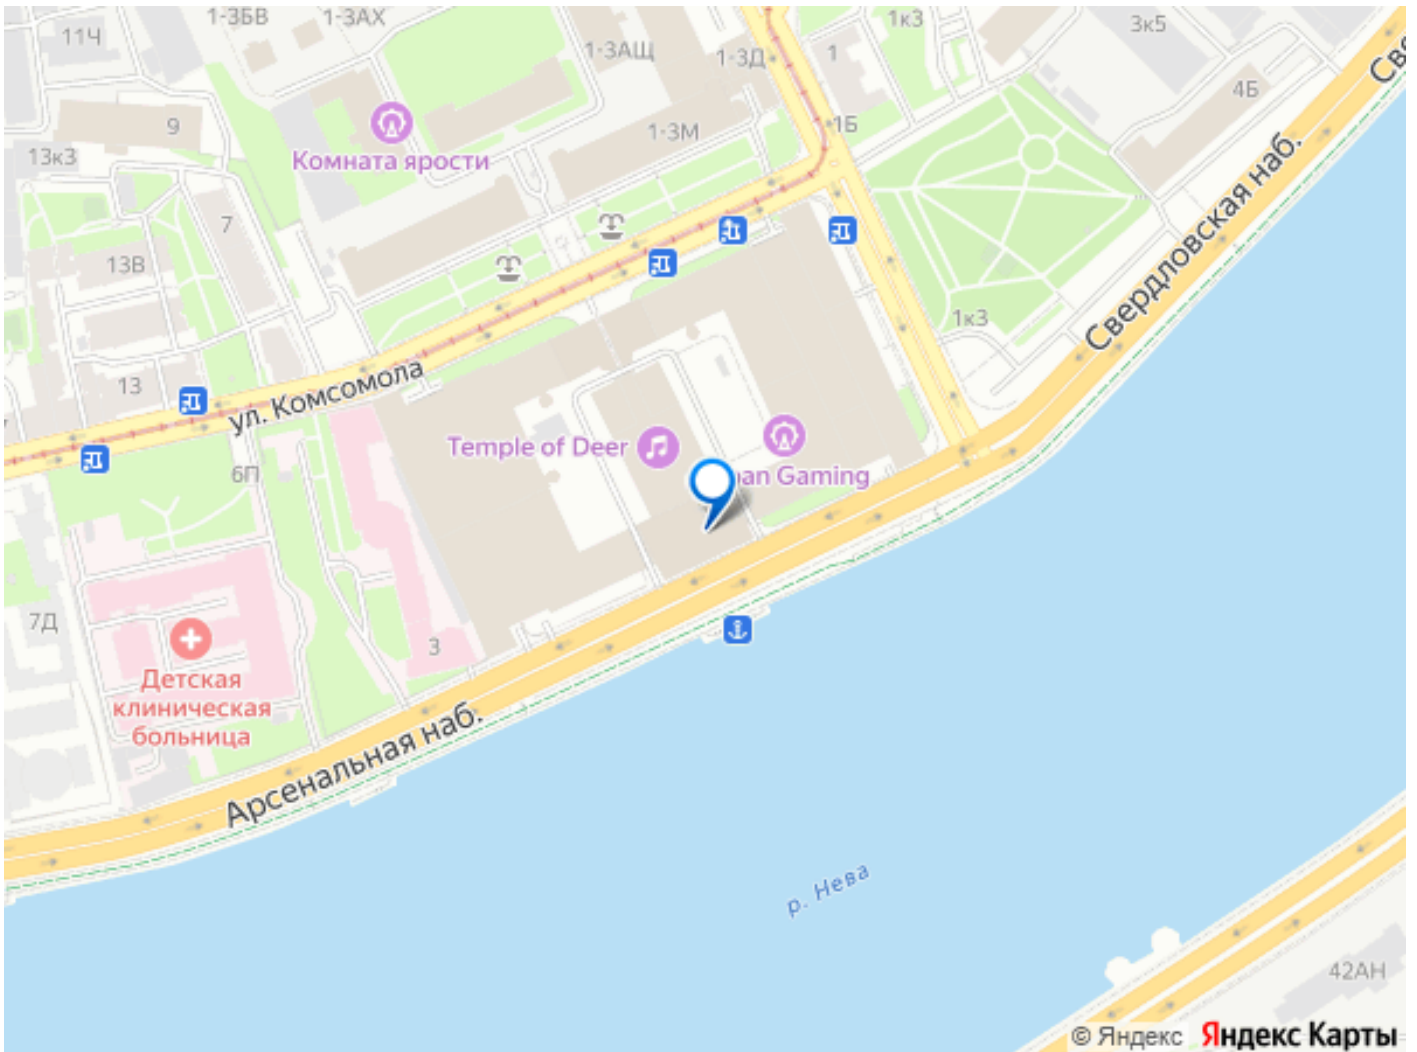 1-3БВ
1-3АХ
11Ч
1-3АЩ
1-3Д
1
1к3
3к5
Све
4Б
9
13к3
Комната ярости
1-3М
1Б
7
13В
Свердловская наб.
1к3
13
ул. Комсомола
6П
Temple of Deer
ban Gaming
7Д
3
Детская
клиническая
больница
Арсенальная наб.
р. Нева
42АН
© Яндекс Яндекс Карты